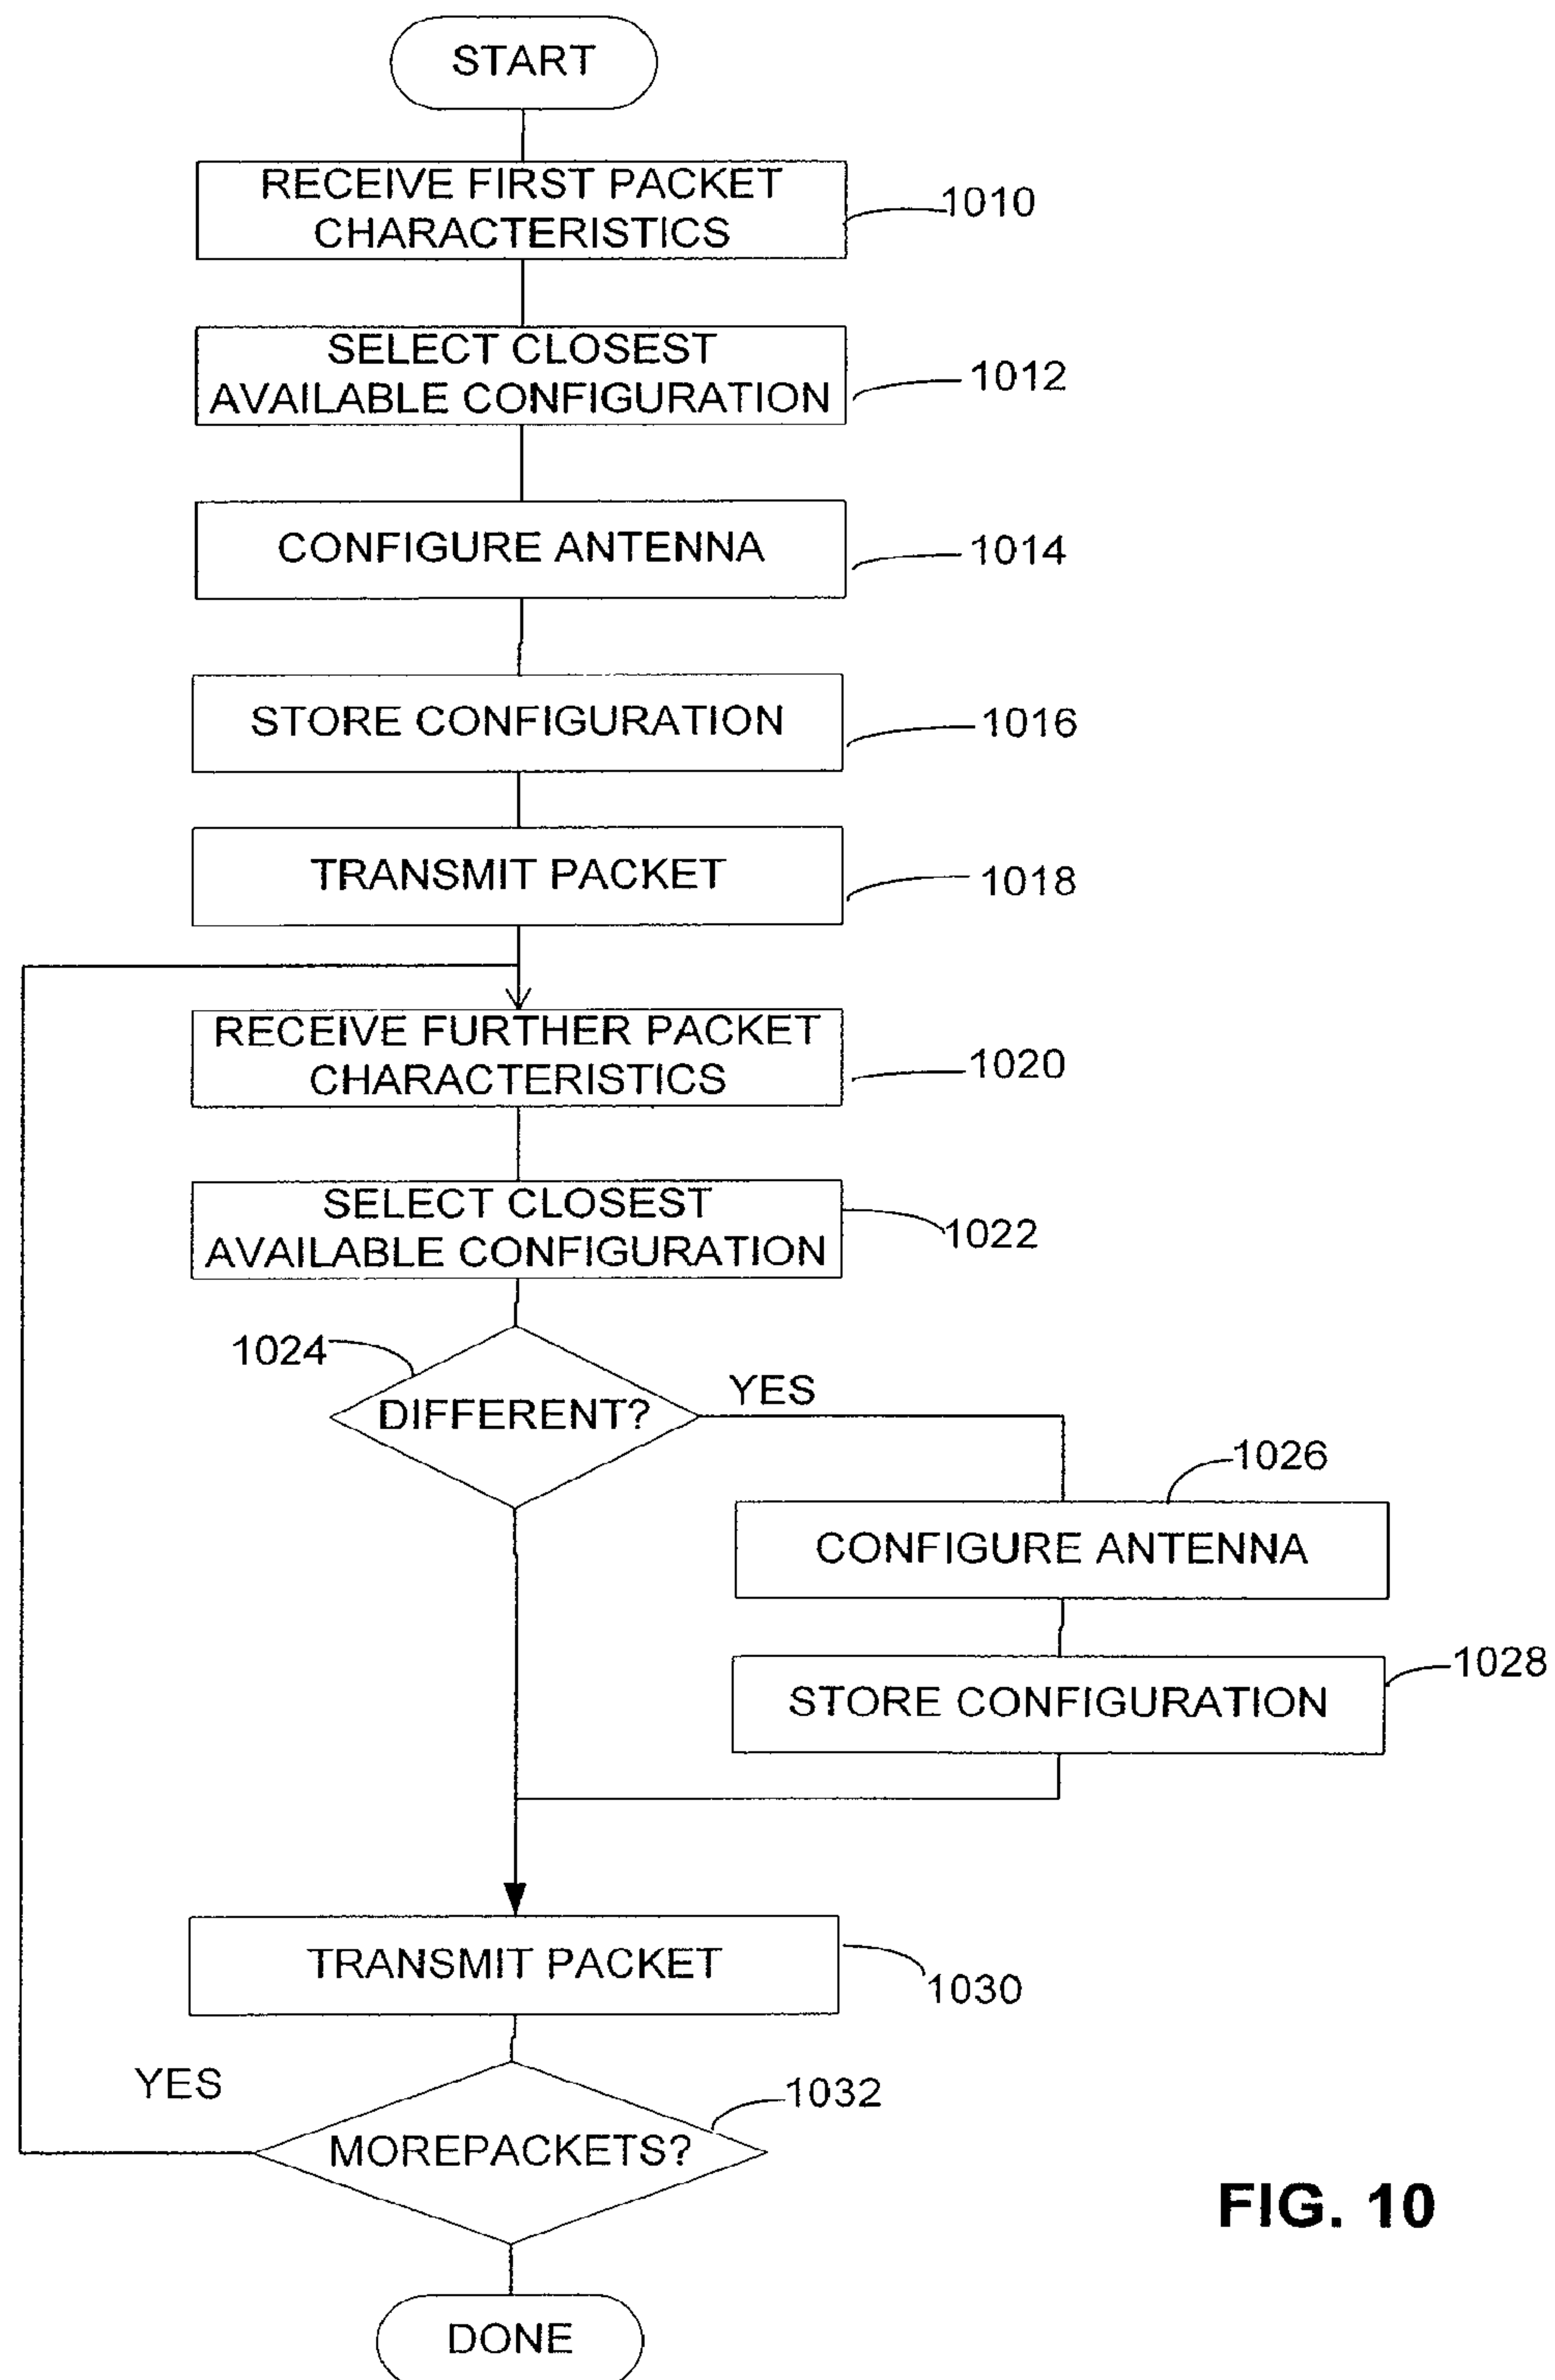 START
RECEIVE FIRST PACKET
CHARACTERISTICS
1010
SELECT CLOSEST
AVAILABLE CONFIGURATION
1012
CONFIGURE ANTENNA
1014
STORE CONFIGURATION
1016
TRANSMIT PACKET
1018
RECEIVE FURTHER PACKET
CHARACTERISTICS
1020
SELECT CLOSEST
AVAILABLE CONFIGURATION
1022
1024
DIFFERENT?
YES
1026
CONFIGURE ANTENNA
1028
STORE CONFIGURATION
TRANSMIT PACKET
1030
YES
1032
MOREPACKETS?
FIG. 10
DONE